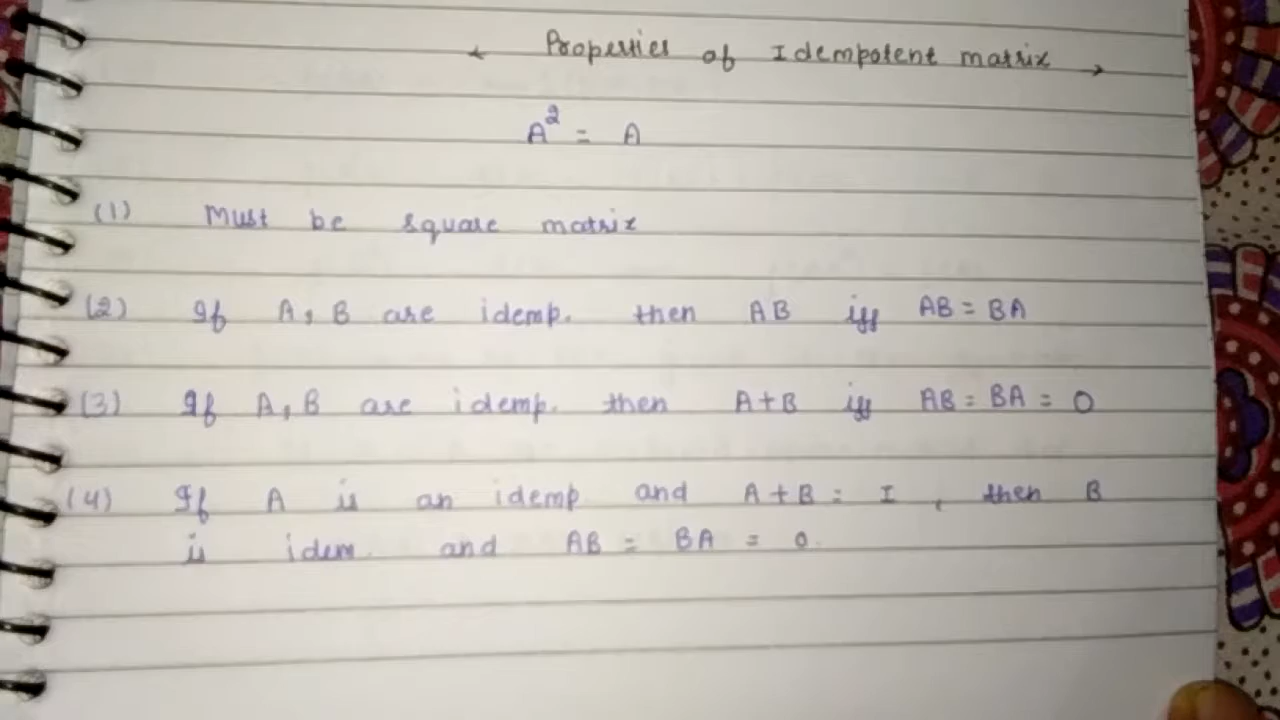 Properties of Idempotent matrix
A² = A
(1) Must be square matrix
(2) If A, B are idemp. then AB iff AB = BA
(3) If A, B are idemp. then A+B iff AB = BA = 0
(4) If A is an idemp and A+B = I, then B
is idem. and AB = BA = 0.